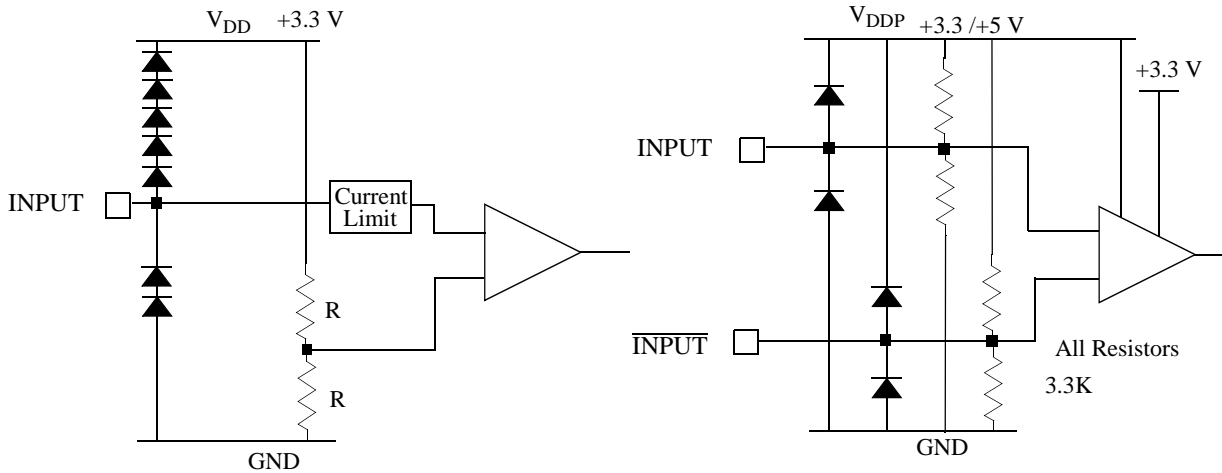 VDD +3.3 V
INPUT
Current
Limit
R
R
GND
VDDP +3.3 /+5 V
+3.3 V
INPUT
INPUT
All Resistors
3.3K
GND